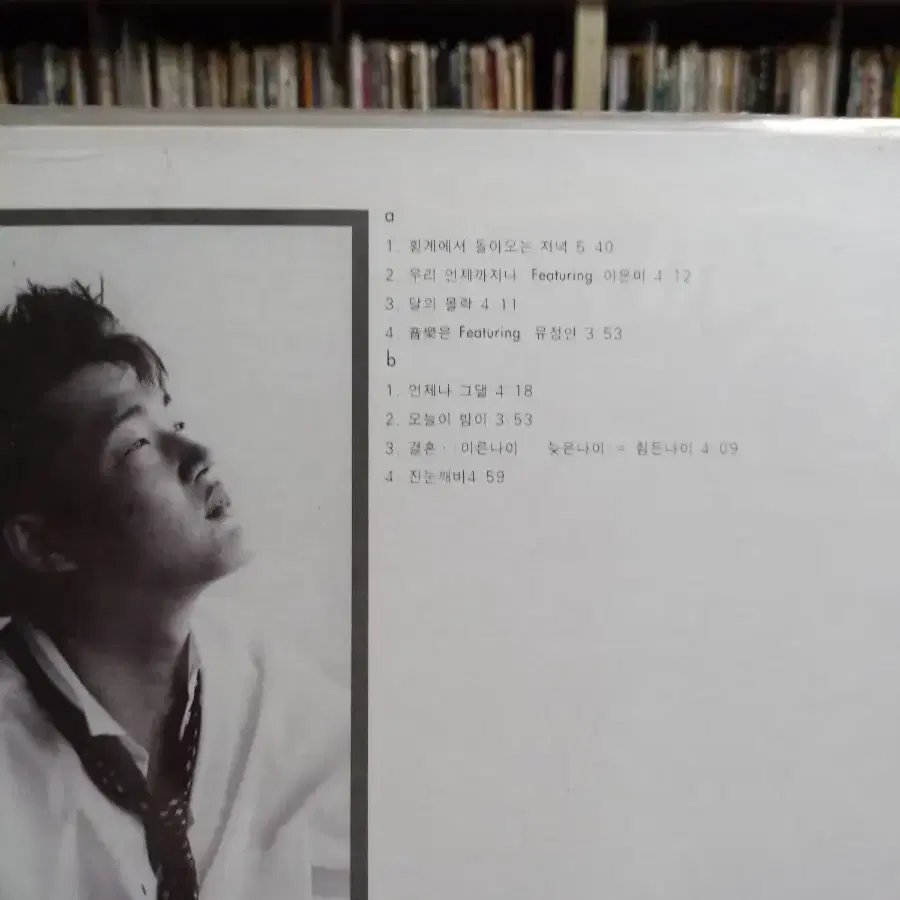 a
1. 횡계에서 돌아오는 저녁 5 40
2. 우리 언제까지나 Featuring 이은미 4 12
3. 달의 몰락 4 11
4. 音樂은 Featuring 유정연 3 53
b
1. 언제나 그댈 4 18
2. 오늘이 밤이 3 53
3. 결혼 이른나이 늦은나이 = 힘든나이 4 09
4 진눈깨비4 59